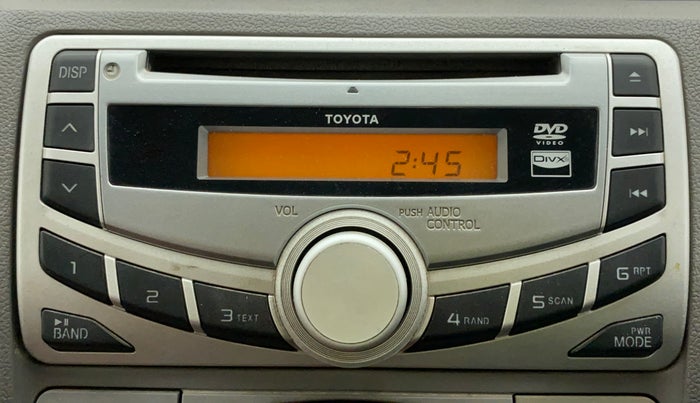 DISP
TOYOTA
DVD
VIDEO
DIVX
2:45
VOL
PUSH AUDIO
CONTROL
1
2
3 TEXT
4 RAND
5 SCAN
6 RPT
BAND
PWR
MODE